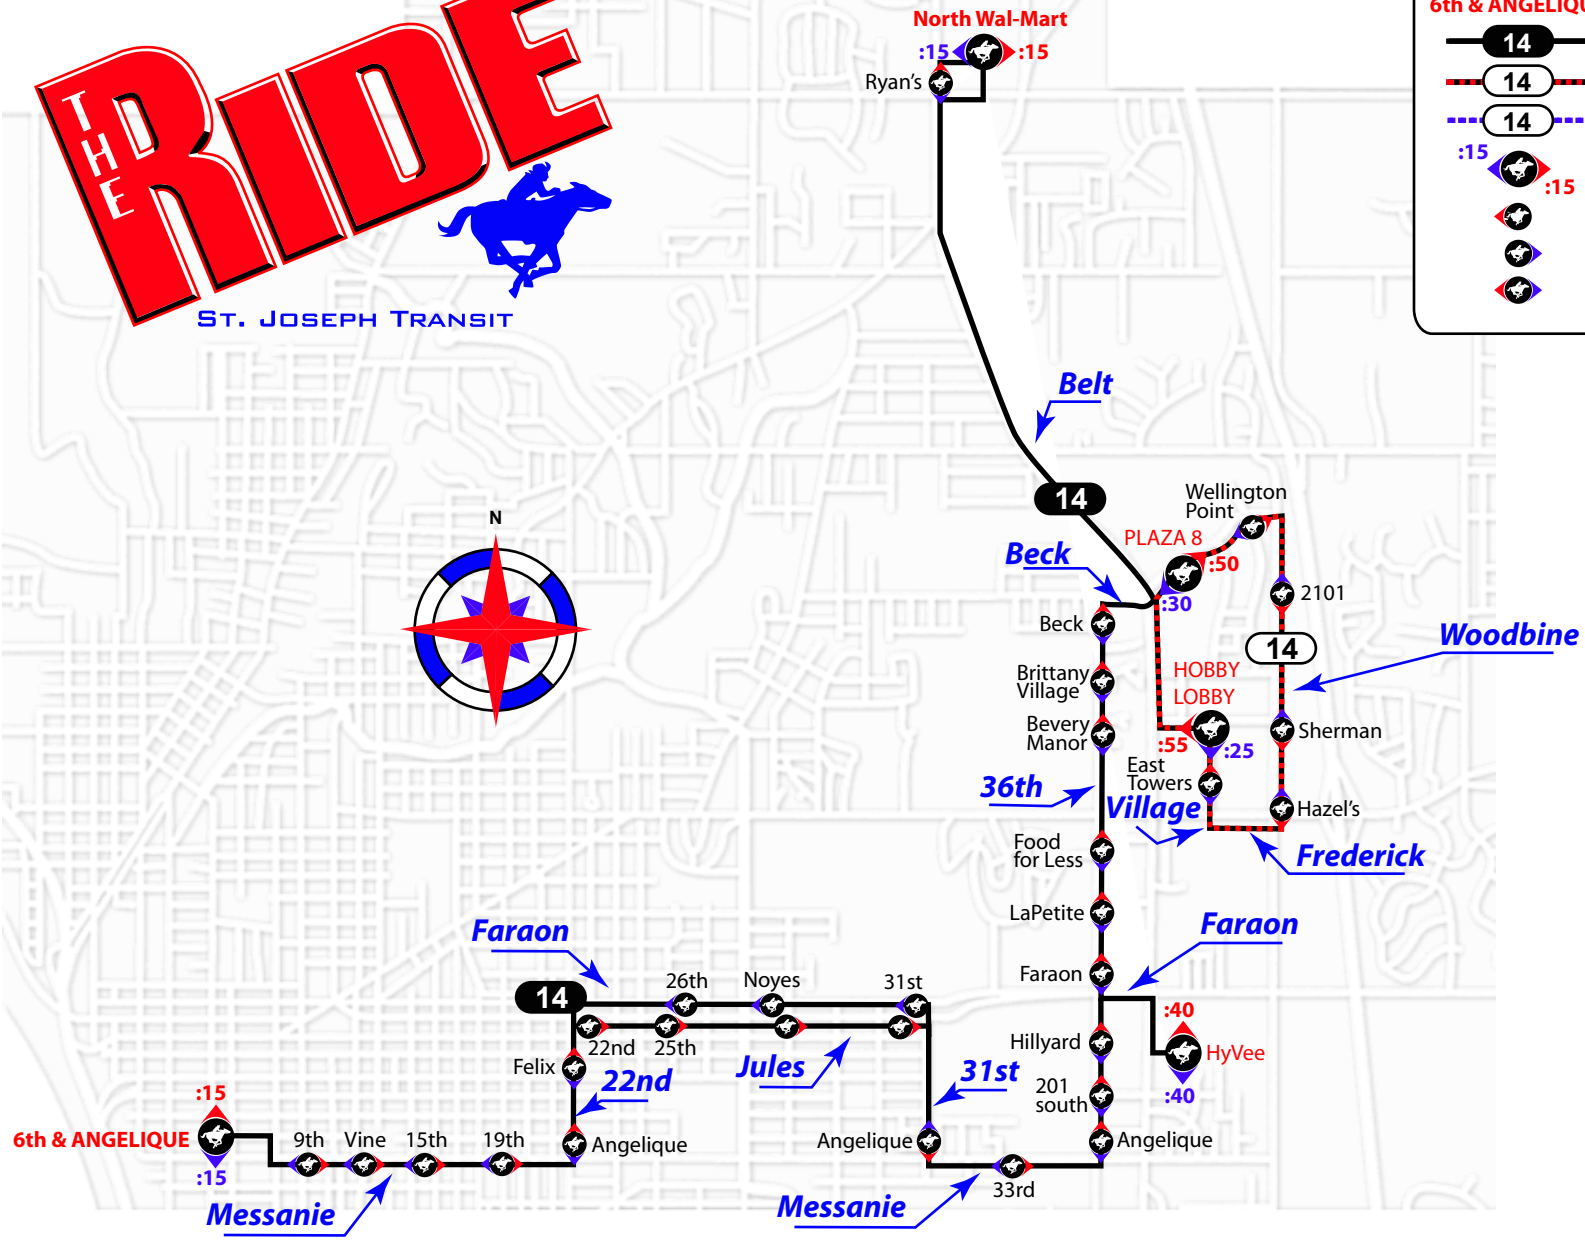 THE
RiDE
ST. JOSEPH TRANSIT
North Wal-Mart
:15
:15
Ryan's
14
14
14
:15
:15
Belt
14
Wellington
Point
PLAZA 8
:50
:30
Beck
Beck
2101
14
Woodbine
Brittany
Village
HOBBY
LOBBY
Bevery
Manor
:55
:25
Sherman
East
Towers
36th
Village
Hazel's
Food
for Less
Frederick
N
LaPetite
Faraon
Faraon
Faraon
14
26th
Noyes
31st
22nd
25th
Jules
Hillyard
:40
HyVee
:40
Felix
22nd
31st
201
south
:15
6th & ANGELIQUE
:15
9th
Vine
15th
19th
Angelique
Angelique
Angelique
33rd
Messanie
Messanie